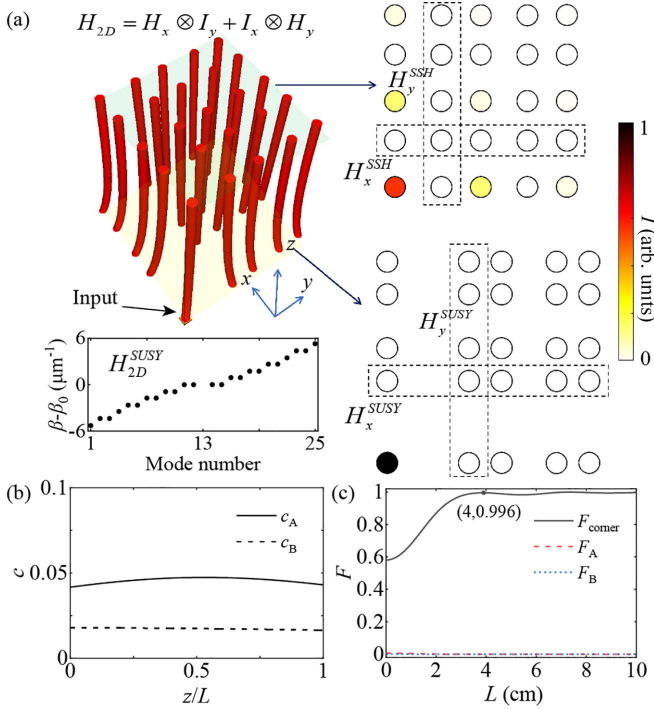 (a)
H_{2D} = H_x ⊗ I_y + I_x ⊗ H_y
H_y^{SSH}
H_x^{SSH}
1
I (arb. units)
0
z
x
y
Input
H_y^{SUSY}
H_x^{SUSY}
6
0
-6
β-β_0 (μm^{-1})
H_{2D}^{SUSY}
1
13
25
Mode number
(b)
0.1
0.05
0
c
c_A
c_B
0
0.5
1
z/L
(c)
1
0.8
0.6
0.4
0.2
0
F
(4,0.996)
F_{corner}
F_A
F_B
0
2
4
6
8
10
L (cm)